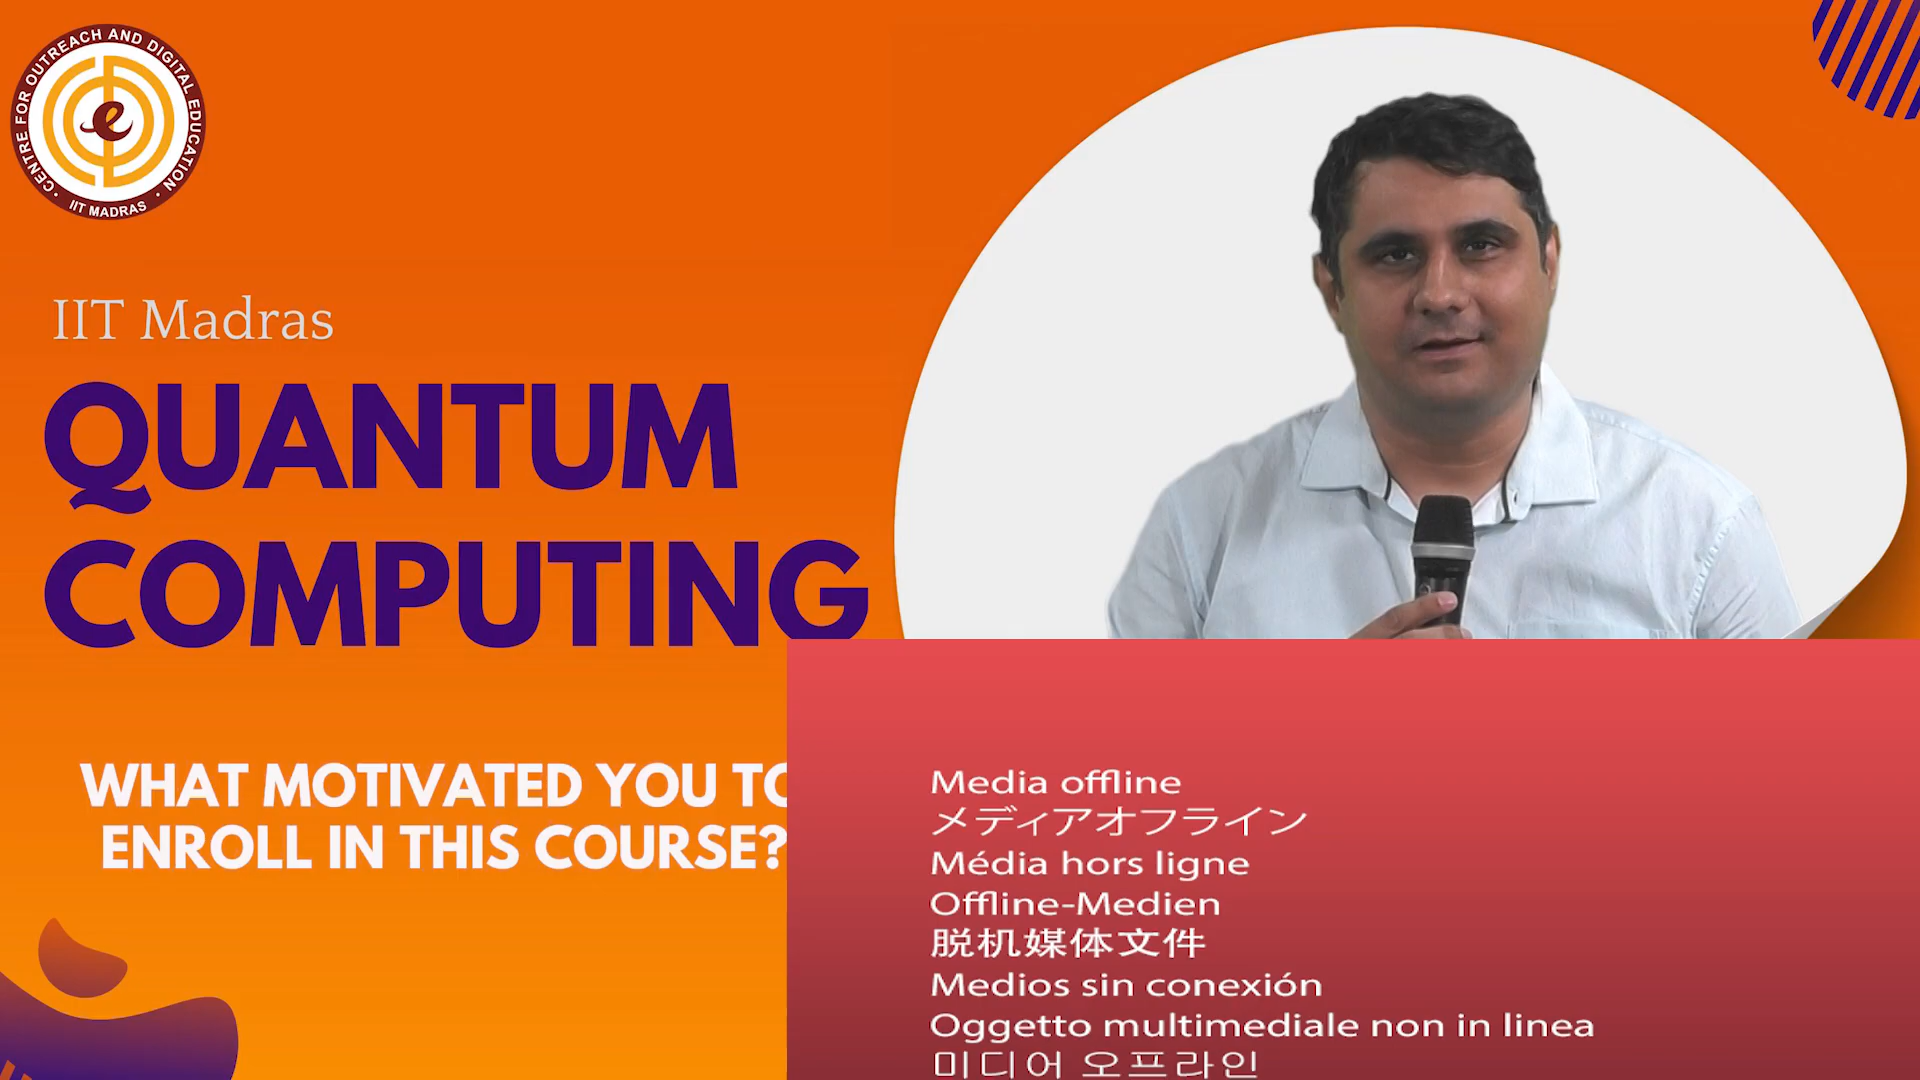 CENTRE FOR OUTREACH AND DIGITAL EDUCATION
IIT MADRAS
e
IIT Madras
QUANTUM
COMPUTING
WHAT MOTIVATED YOU TO
ENROLL IN THIS COURSE?
Media offline
メディアオフライン
Média hors ligne
Offline-Medien
脱机媒体文件
Medios sin conexión
Oggetto multimediale non in linea
미디어 오프라인